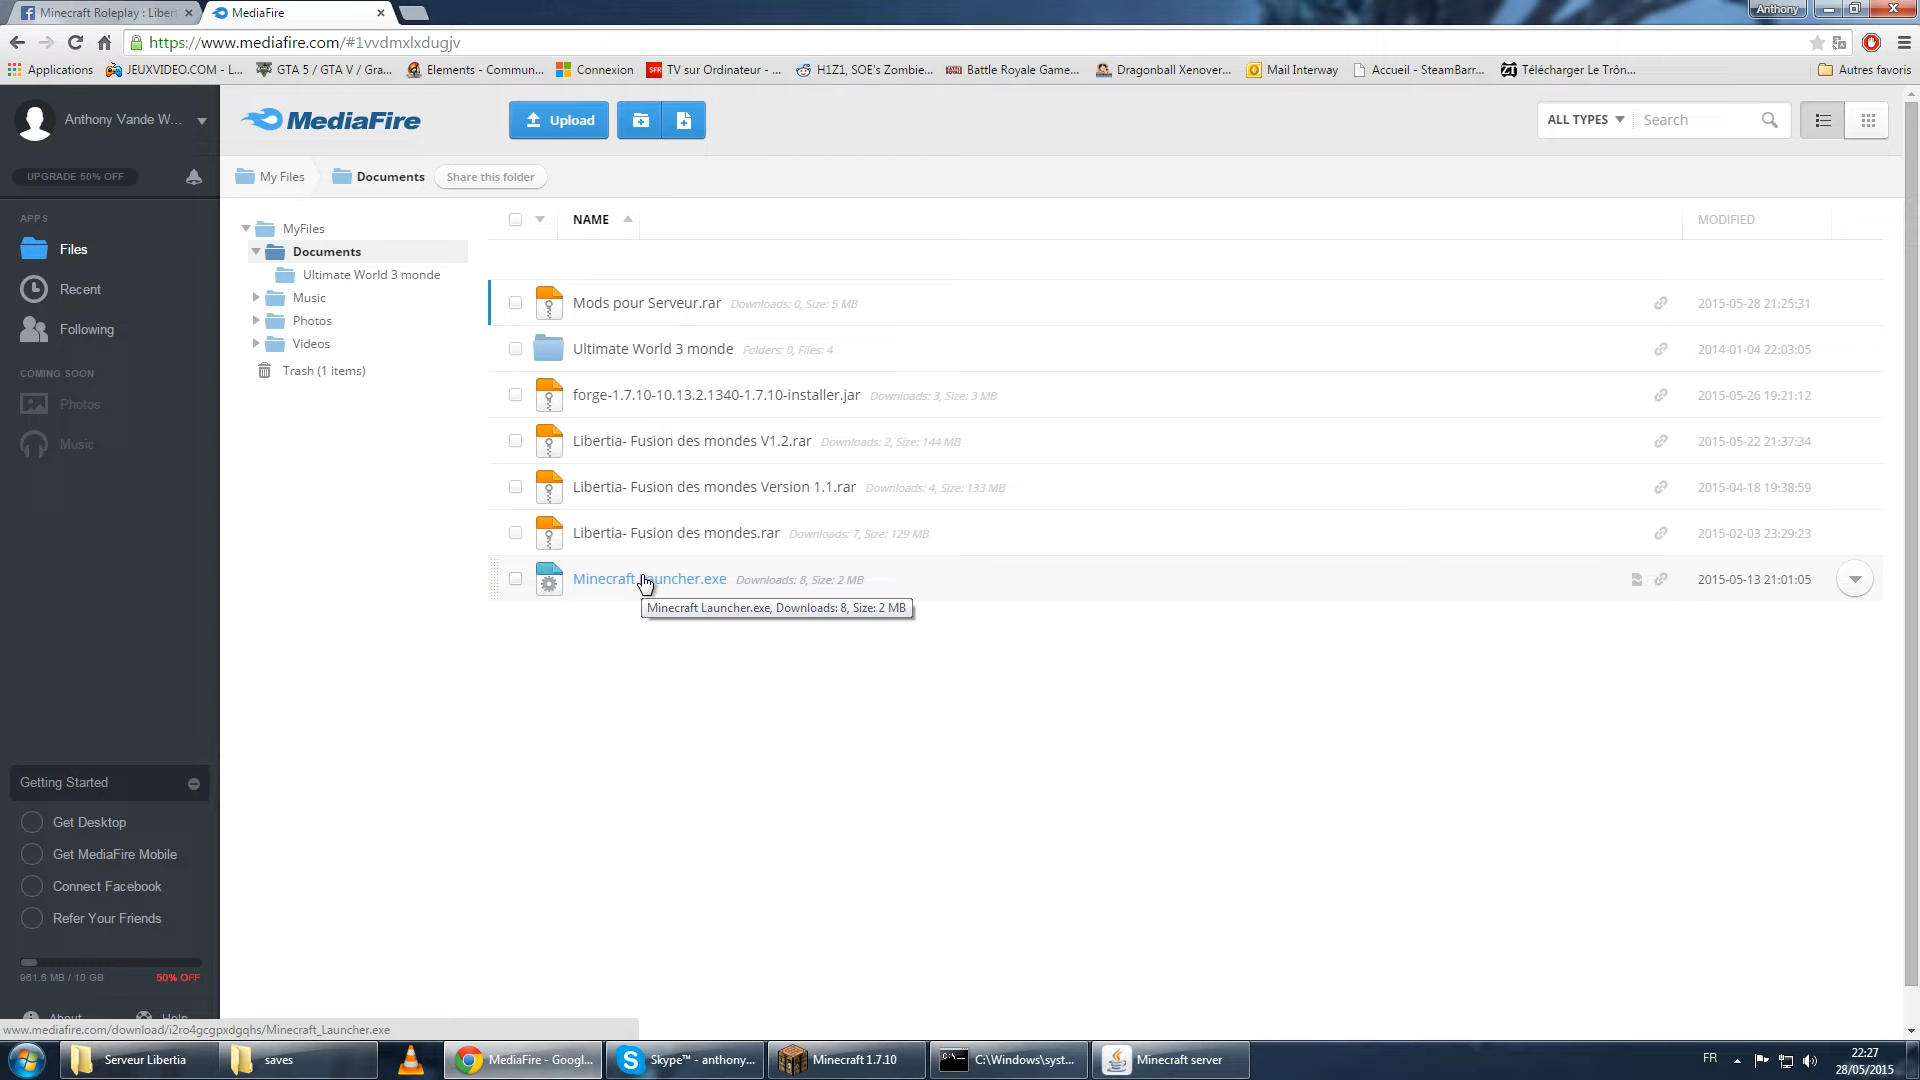 Minecraft Roleplay : Libert
MediaFire
Anthony
https://www.mediafire.com/#1vvdmxlxdugjv
Applications
JEUXVIDEO.COM - L...
GTA 5 / GTA V / Gra...
Elements - Commun...
Connexion
SFR
TV sur Ordinateur - ...
H1Z1, SOE's Zombie...
Battle Royale Game...
Dragonball Xenover...
Mail Interway
Accueil - SteamBarr...
Télécharger Le Trôn...
Autres favoris
Anthony Vande W...
MediaFire
Upload
ALL TYPES
Search
UPGRADE 50% OFF
My Files
Documents
Share this folder
APPS
Files
Recent
Following
COMING SOON
Photos
Music
MyFiles
Documents
Ultimate World 3 monde
Music
Photos
Videos
Trash (1 items)
NAME
MODIFIED
Mods pour Serveur.rar Downloads: 0, Size: 5 MB 2015-05-28 21:25:31
Ultimate World 3 monde Folders: 0, Files: 4 2014-01-04 22:03:05
forge-1.7.10-10.13.2.1340-1.7.10-installer.jar Downloads: 3, Size: 3 MB 2015-05-26 19:21:12
Libertia- Fusion des mondes V1.2.rar Downloads: 2, Size: 144 MB 2015-05-22 21:37:34
Libertia- Fusion des mondes Version 1.1.rar Downloads: 4, Size: 133 MB 2015-04-18 19:38:59
Libertia- Fusion des mondes.rar Downloads: 7, Size: 129 MB 2015-02-03 23:29:23
Minecraft Launcher.exe Downloads: 8, Size: 2 MB 2015-05-13 21:01:05
Minecraft Launcher.exe, Downloads: 8, Size: 2 MB
Getting Started
Get Desktop
Get MediaFire Mobile
Connect Facebook
Refer Your Friends
961.6 MB / 10 GB
50% OFF
About
Help
www.mediafire.com/download/i2ro4gcgpxdgqhs/Minecraft_Launcher.exe
Serveur Libertia
saves
MediaFire - Googl...
Skype™ - anthony...
Minecraft 1.7.10
C:\Windows\syst...
Minecraft server
FR
22:27
28/05/2015